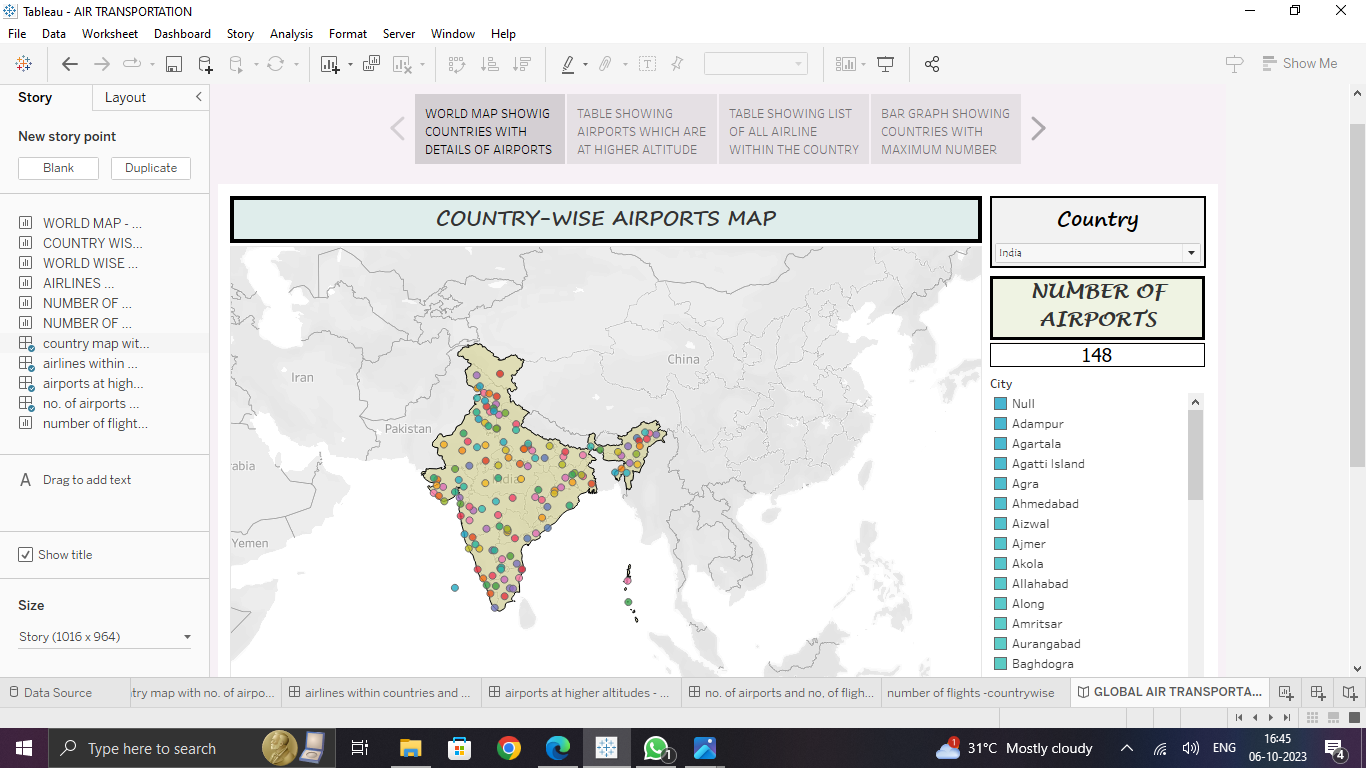 Tableau - AIR TRANSPORTATION
File Data Worksheet Dashboard Story Analysis Format Server Window Help
Show Me
Story Layout
New story point
Blank Duplicate
WORLD MAP - ...
COUNTRY WIS...
WORLD WISE ...
AIRLINES ...
NUMBER OF ...
NUMBER OF ...
country map wit...
airlines within ...
airports at high...
no. of airports ...
number of flight...
A Drag to add text
Show title
Size
Story (1016 x 964)
WORLD MAP SHOWIG
COUNTRIES WITH
DETAILS OF AIRPORTS
TABLE SHOWING
AIRPORTS WHICH ARE
AT HIGHER ALTITUDE
TABLE SHOWING LIST
OF ALL AIRLINE
WITHIN THE COUNTRY
BAR GRAPH SHOWING
COUNTRIES WITH
MAXIMUM NUMBER
COUNTRY-WISE AIRPORTS MAP
China
Iran
Pakistan
India
rabia
Yemen
Country
India
NUMBER OF
AIRPORTS
148
City
Null
Adampur
Agartala
Agatti Island
Agra
Ahmedabad
Aizwal
Ajmer
Akola
Allahabad
Along
Amritsar
Aurangabad
Baghdogra
Data Source
try map with no. of airpo...
airlines within countries and ...
airports at higher altitudes - ...
no. of airports and no. of fligh...
number of flights -countrywise
GLOBAL AIR TRANSPORTA...
Type here to search
1
1
31°C Mostly cloudy
ENG
16:45
06-10-2023
4